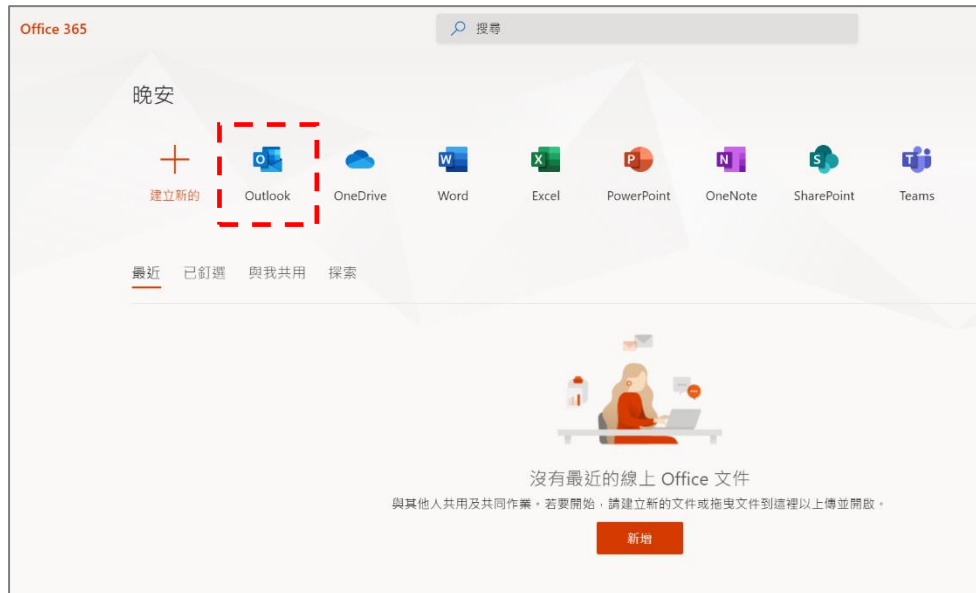 Office 365
搜尋
晚安
建立新的 Outlook OneDrive Word Excel PowerPoint OneNote SharePoint Teams
最近 已釘選 與我共用 探索
沒有最近的線上 Office 文件
與其他人共用及共同作業。若要開始，請建立新的文件或拖曳文件到這裡以上傳並開啟。
新增